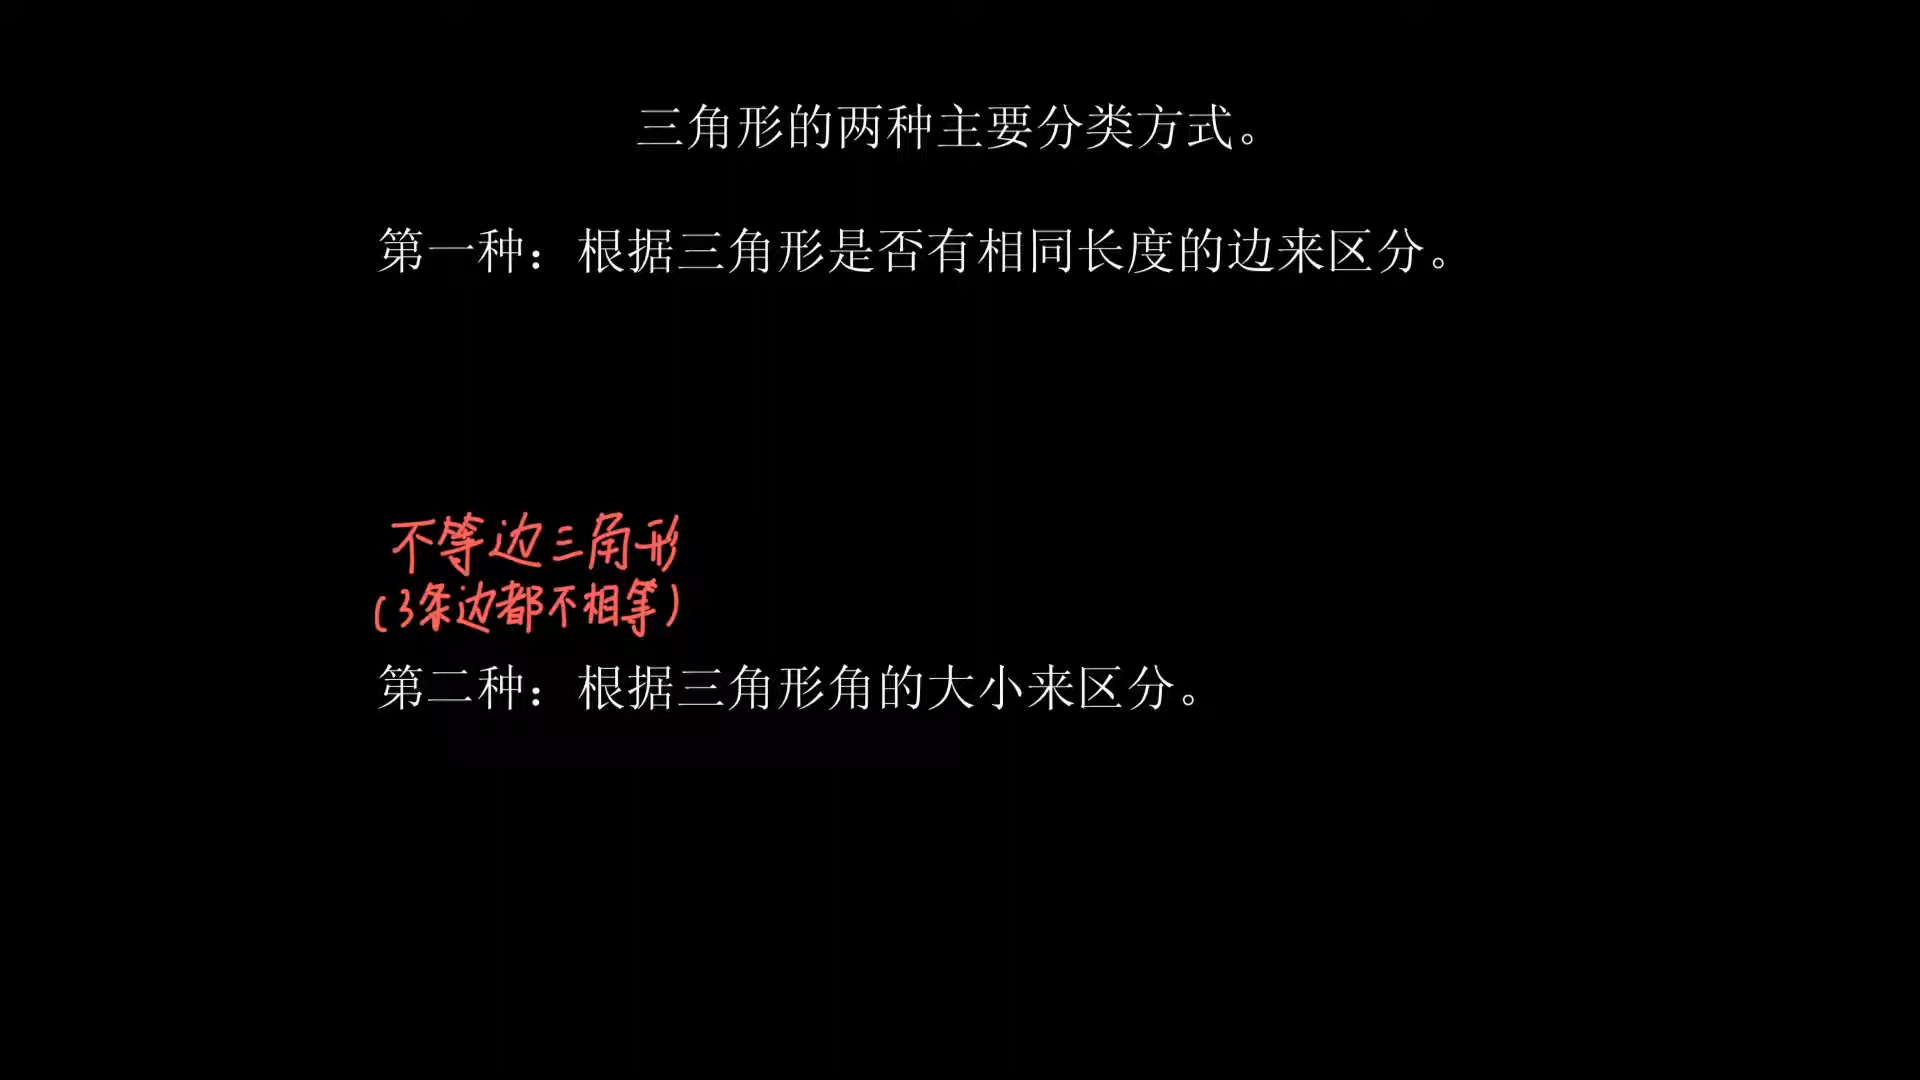 三角形的两种主要分类方式。
第一种：根据三角形是否有相同长度的边来区分。
不等边三角形
(3条边都不相等)
第二种：根据三角形角的大小来区分。